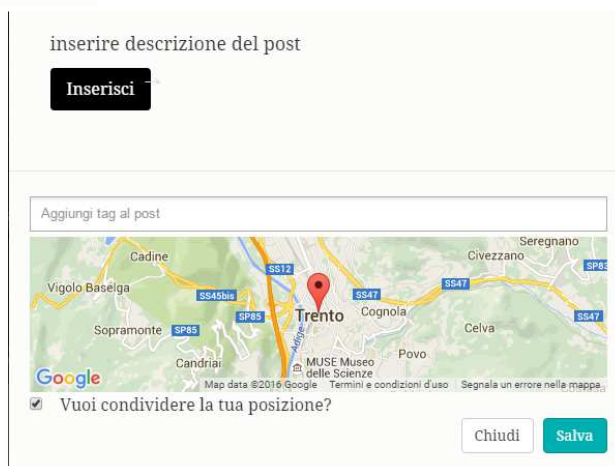 inserire descrizione del post
Inserisci
Aggiungi tag al post
Seregnano
Cadine
Civezzano
SS12
SP83
Vigolo Baselga
SS47
SS45bis
SP85
Trento
Cognola
SS47
SS47
Sopramonte
SP85
Celva
Adige
Povo
Candriai
MUSE Museo
delle Scienze
Google
Map data ©2016 Google
Termini e condizioni d'uso
Segnala un errore nella mappa
Vuoi condividere la tua posizione?
Chiudi
Salva